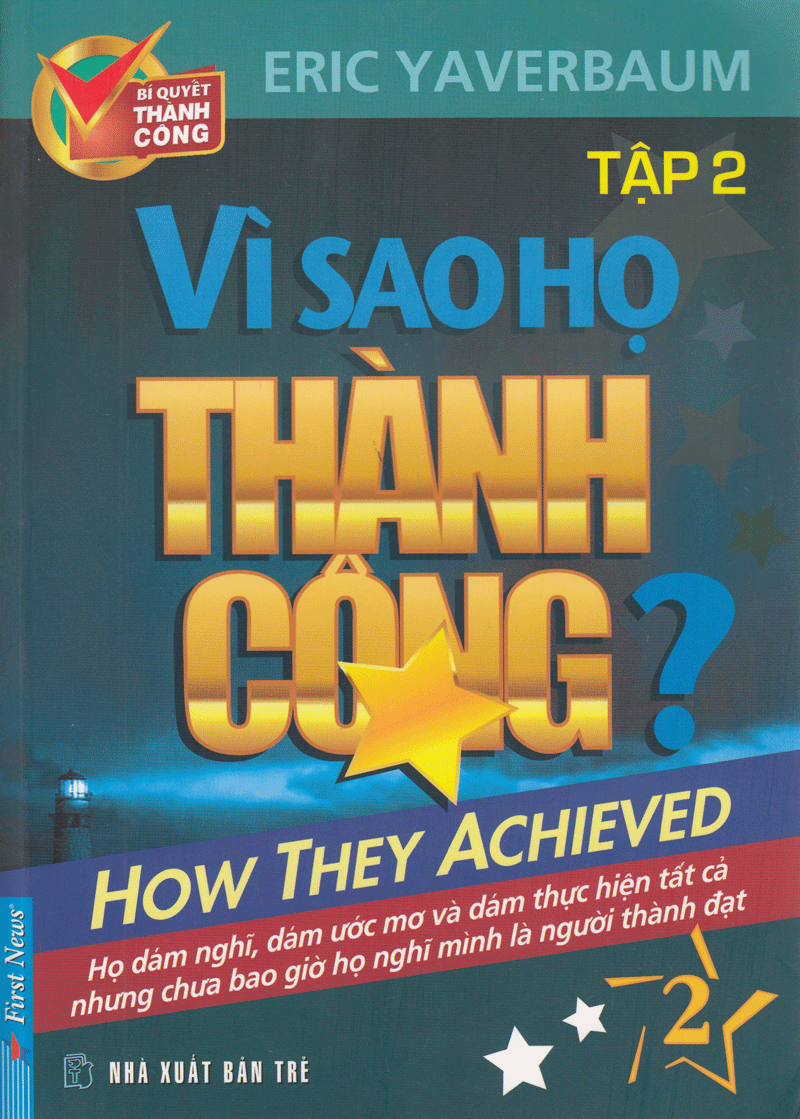 ERIC YAVERBAUM
BÍ QUYẾT
THÀNH
CÔNG
TẬP 2
VÌ SAO HỌ
THÀNH
CÔNG?
HOW THEY ACHIEVED
Họ dám nghĩ, dám ước mơ và dám thực hiện tất cả
nhưng chưa bao giờ họ nghĩ mình là người thành đạt
2
First News®
NHÀ XUẤT BẢN TRẺ